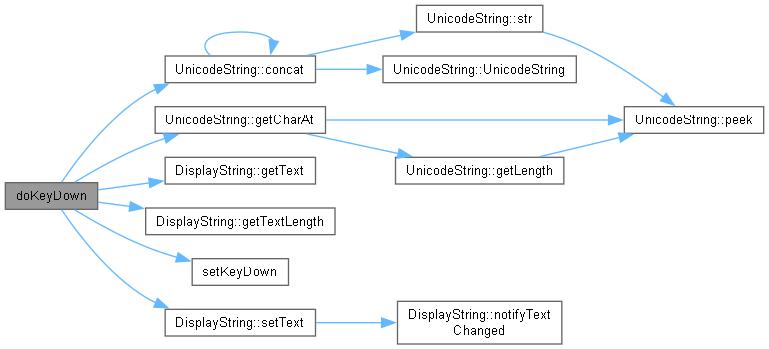 UnicodeString::str
UnicodeString::concat
UnicodeString::UnicodeString
UnicodeString::getCharAt
UnicodeString::peek
DisplayString::getText
UnicodeString::getLength
doKeyDown
DisplayString::getTextLength
setKeyDown
DisplayString::setText
DisplayString::notifyText
Changed